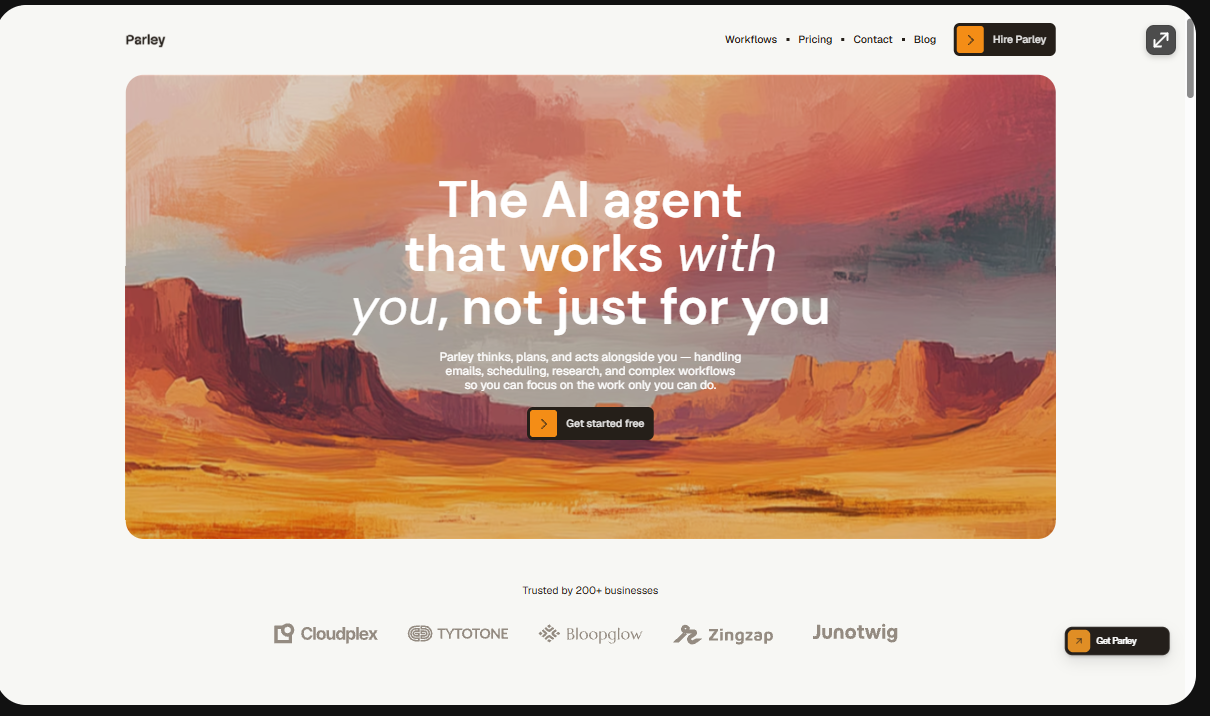 Parley
Workflows ▪ Pricing ▪ Contact ▪ Blog
Hire Parley
The AI agent
that works with
you, not just for you
Parley thinks, plans, and acts alongside you — handling
emails, scheduling, research, and complex workflows
so you can focus on the work only you can do.
Get started free
Trusted by 200+ businesses
Cloudplex
TYTOTONE
Bloopglow
Zingzap
Junotwig
Get Parley